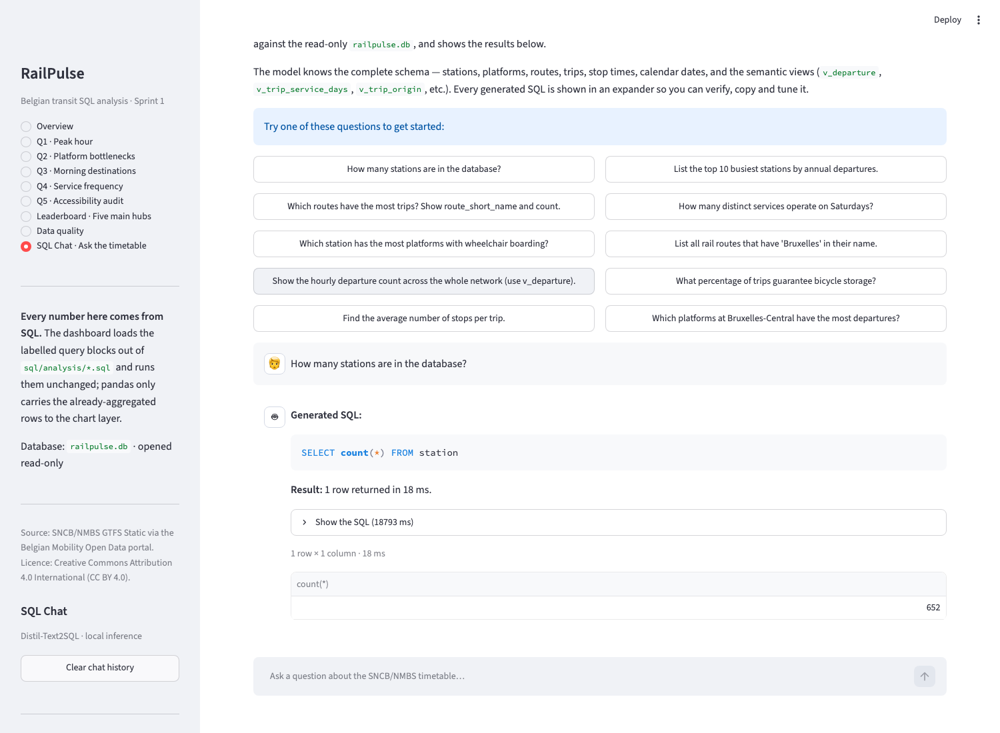 Deploy
RailPulse
Belgian transit SQL analysis · Sprint 1
Overview
Q1 · Peak hour
Q2 · Platform bottlenecks
Q3 · Morning destinations
Q4 · Service frequency
Q5 · Accessibility audit
Leaderboard · Five main hubs
Data quality
SQL Chat · Ask the timetable
Every number here comes from
SQL. The dashboard loads the
labelled query blocks out of
sql/analysis/*.sql and runs
them unchanged; pandas only
carries the already-aggregated
rows to the chart layer.
Database: railpulse.db · opened
read-only
Source: SNCB/NMBS GTFS Static via the
Belgian Mobility Open Data portal.
Licence: Creative Commons Attribution
4.0 International (CC BY 4.0).
SQL Chat
Distil-Text2SQL · local inference
Clear chat history
against the read-only railpulse.db , and shows the results below.
The model knows the complete schema — stations, platforms, routes, trips, stop times, calendar dates, and the semantic views ( v_departure ,
v_trip_service_days , v_trip_origin , etc.). Every generated SQL is shown in an expander so you can verify, copy and tune it.
Try one of these questions to get started:
How many stations are in the database?
List the top 10 busiest stations by annual departures.
Which routes have the most trips? Show route_short_name and count.
How many distinct services operate on Saturdays?
Which station has the most platforms with wheelchair boarding?
List all rail routes that have 'Bruxelles' in their name.
Show the hourly departure count across the whole network (use v_departure).
What percentage of trips guarantee bicycle storage?
Find the average number of stops per trip.
Which platforms at Bruxelles-Central have the most departures?
How many stations are in the database?
Generated SQL:
SELECT count(*) FROM station
Result: 1 row returned in 18 ms.
Show the SQL (18793 ms)
1 row × 1 column · 18 ms
count(*)
652
Ask a question about the SNCB/NMBS timetable…